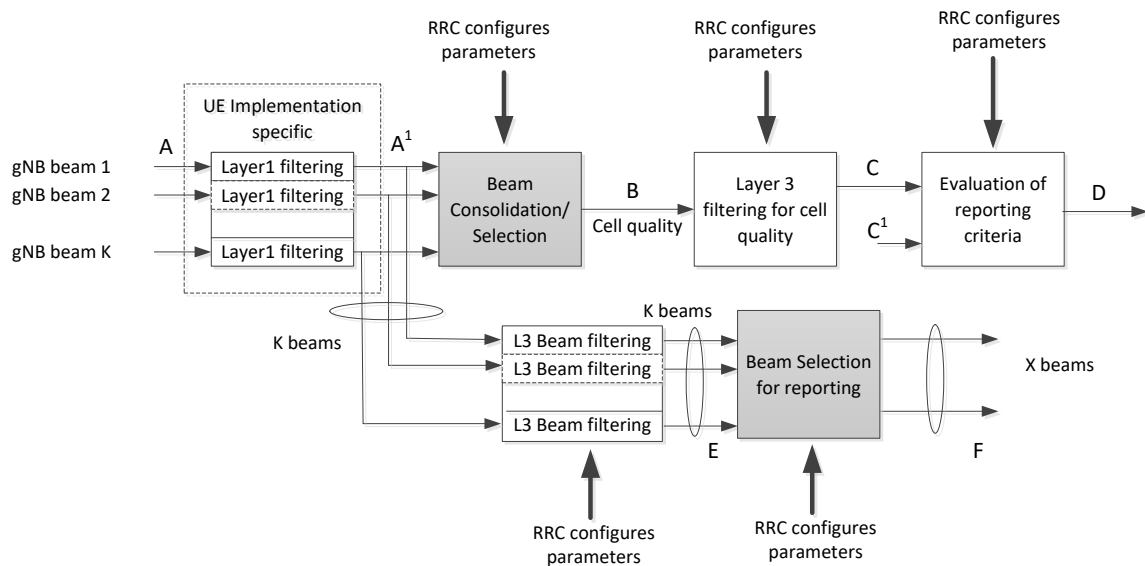 RRC configures
parameters
RRC configures
parameters
RRC configures
parameters
UE Implementation
specific
A
A¹
gNB beam 1
Layer1 filtering
gNB beam 2
Layer1 filtering
gNB beam K
Layer1 filtering
Beam
Consolidation/
Selection
B
Cell quality
Layer 3
filtering for cell
quality
C
C¹
Evaluation of
reporting
criteria
D
K beams
L3 Beam filtering
L3 Beam filtering
L3 Beam filtering
K beams
E
Beam Selection
for reporting
X beams
F
RRC configures
parameters
RRC configures
parameters